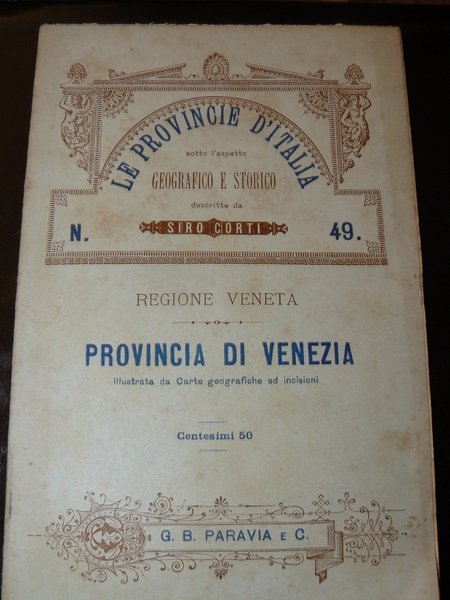 LE PROVINCIE D'ITALIA
sotto l'aspetto
GEOGRAFICO E STORICO
descritte da
N. SIRO CORTI 49.
REGIONE VENETA
PROVINCIA DI VENEZIA
Illustrata da Carte geografiche ed incisioni
Centesimi 50
G. B. PARAVIA E C.